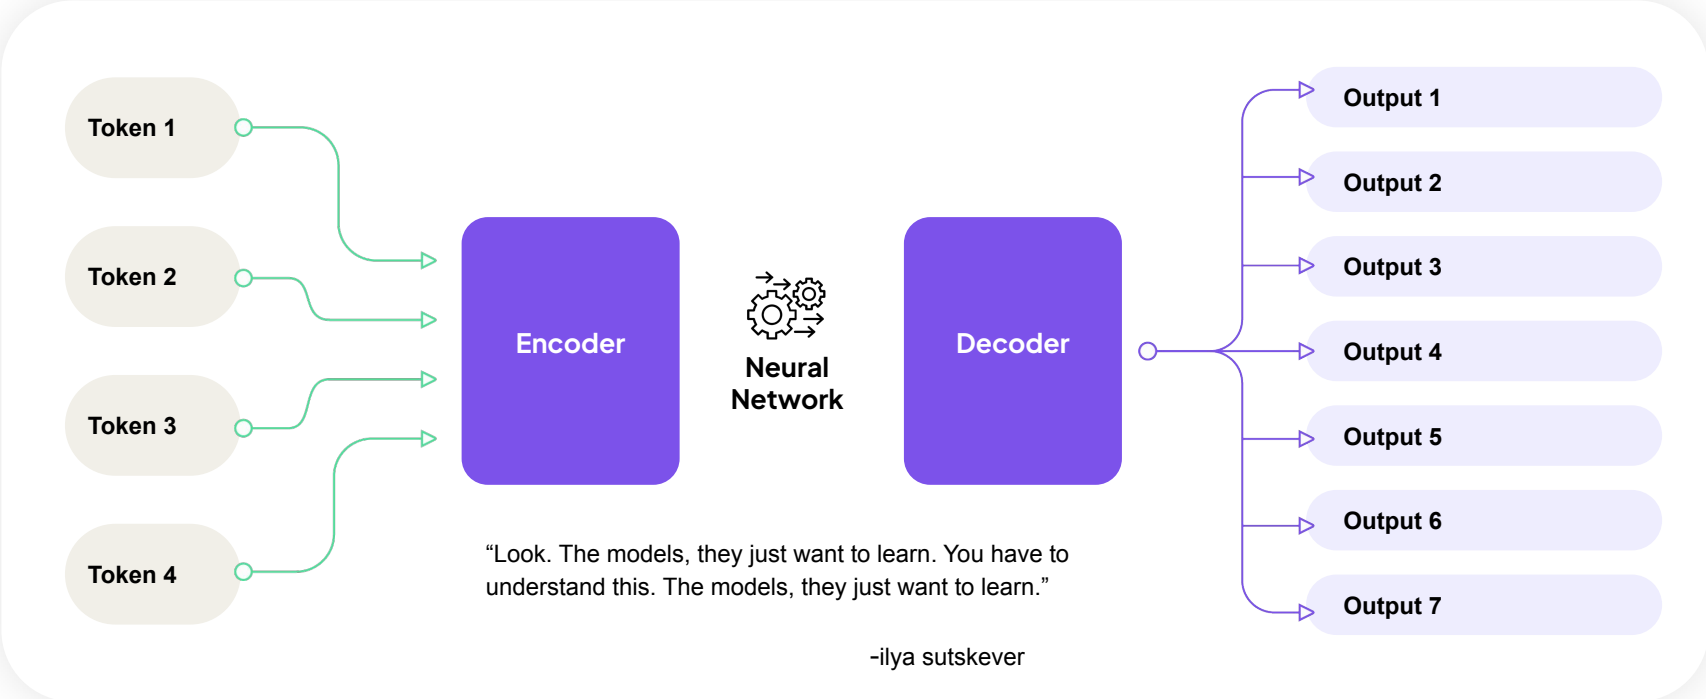 Token 1
Token 2
Token 3
Token 4
Encoder
Neural
Network
Decoder
Output 1
Output 2
Output 3
Output 4
Output 5
Output 6
Output 7
“Look. The models, they just want to learn. You have to
understand this. The models, they just want to learn.”
-ilya sutskever